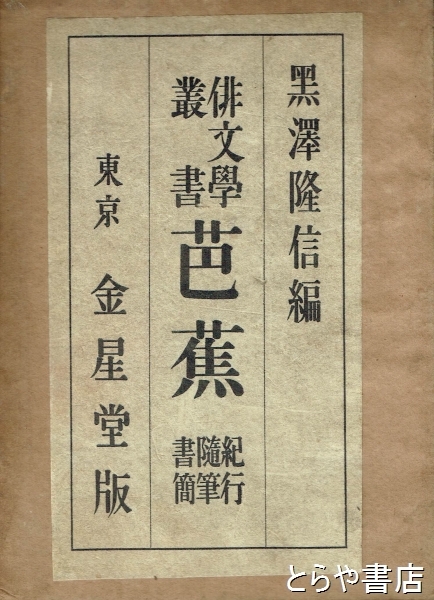 黑澤隆信編
俳文學叢書
芭蕉
紀行
隨筆
書簡
東京 金星堂版
とらや書店